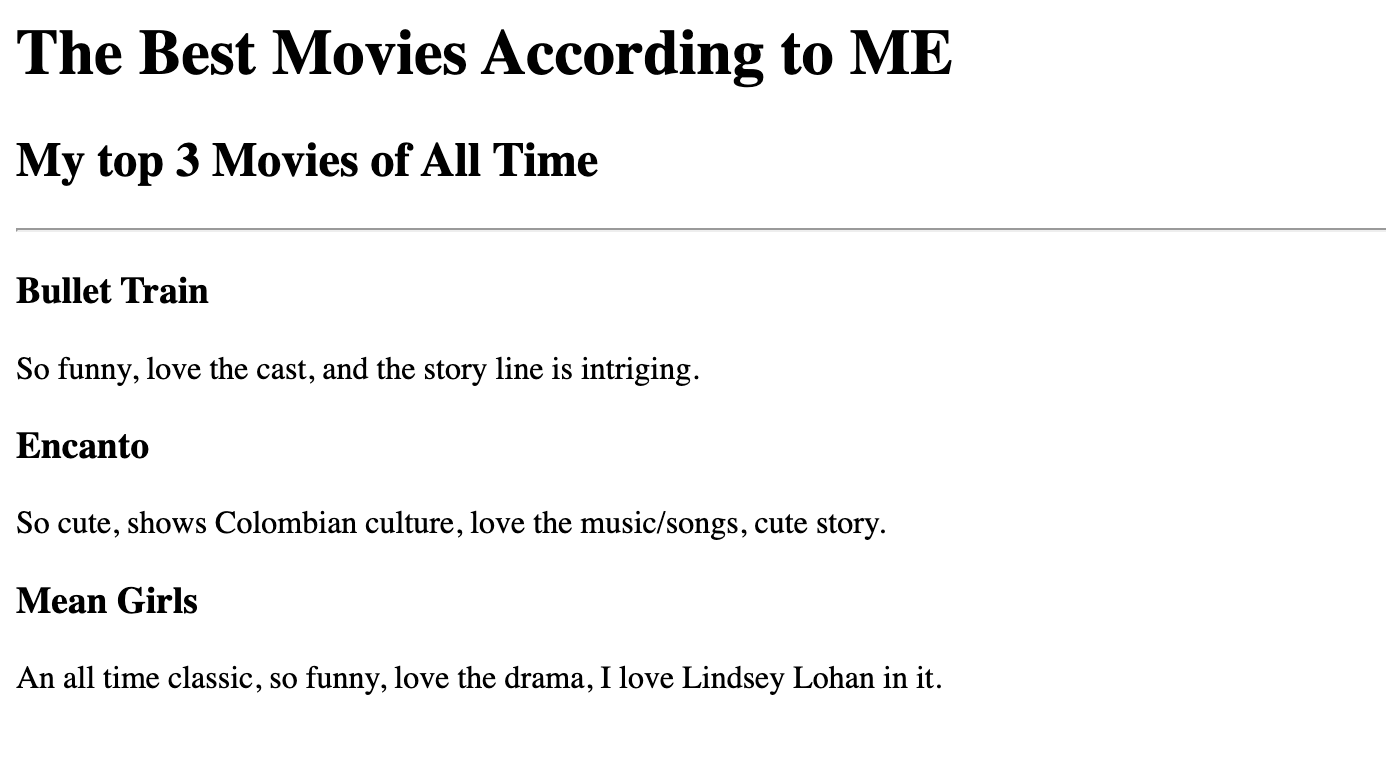 The Best Movies According to ME
My top 3 Movies of All Time
Bullet Train
So funny, love the cast, and the story line is intriging.
Encanto
So cute, shows Colombian culture, love the music/songs, cute story.
Mean Girls
An all time classic, so funny, love the drama, I love Lindsey Lohan in it.